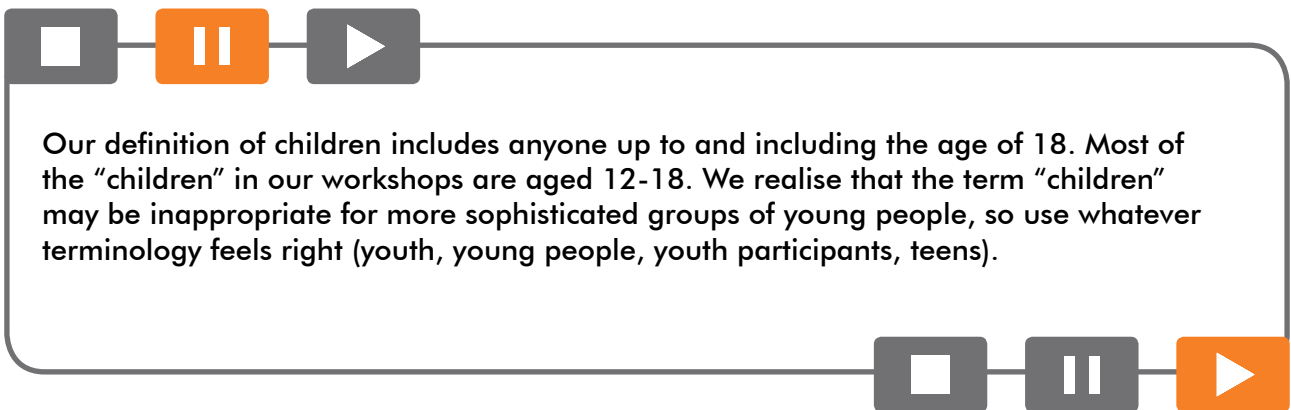 Our definition of children includes anyone up to and including the age of 18. Most of
the “children” in our workshops are aged 12-18. We realise that the term “children”
may be inappropriate for more sophisticated groups of young people, so use whatever
terminology feels right (youth, young people, youth participants, teens).